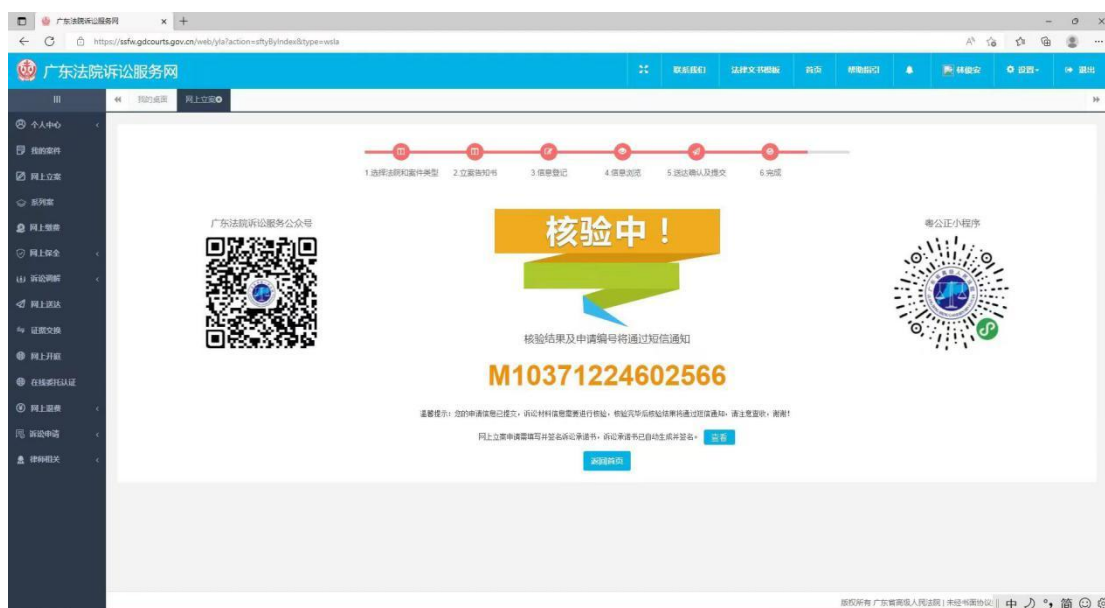 广东法院诉讼服务网
https://ssfw.gdcourts.gov.cn/web/yla?action=sftyByIndex&type=wsla
广东法院诉讼服务网
联系我们 法律文书模板 首页 帮助指引 林俊安 设置 退出
我的桌面 网上立案
个人中心
我的案件
网上立案
系列案
网上缴费
网上保全
诉讼调解
网上送达
证据交换
网上开庭
在线委托认证
网上退费
诉讼申请
律师相关
1.选择法院和案件类型 2.立案告知书 3.信息登记 4.信息浏览 5.送达确认及提交 6.完成
广东法院诉讼服务公众号
核验中！
粤公正小程序
核验结果及申请编号将通过短信通知
M10371224602566
温馨提示：您的申请信息已提交，诉讼材料信息需要进行核验，核验完毕后核验结果将通过短信通知，请注意查收，谢谢！
网上立案申请需填写并签名诉讼承诺书，诉讼承诺书已自动生成并签名。 查看
返回首页
版权所有 广东省高级人民法院 | 未经书面协议
中 简